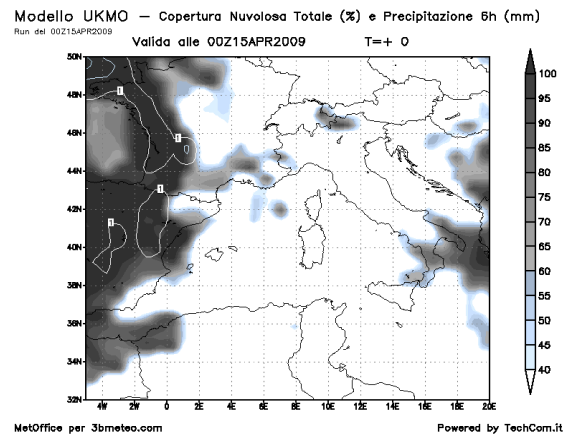 Modello UKMO — Copertura Nuvolosa Totale (%) e Precipitazione 6h (mm)
Run del 00Z15APR2009
Valida alle 00Z15APR2009 T=+ 0
50N
48N
46N
44N
42N
40N
38N
36N
34N
32N
4W 2W 0 2E 4E 6E 8E 10E 12E 14E 16E 18E 20E
1
1
1
1
100
95
90
85
80
75
70
65
60
55
50
45
40
MetOffice per 3bmeteo.com
Powered by TechCom.it